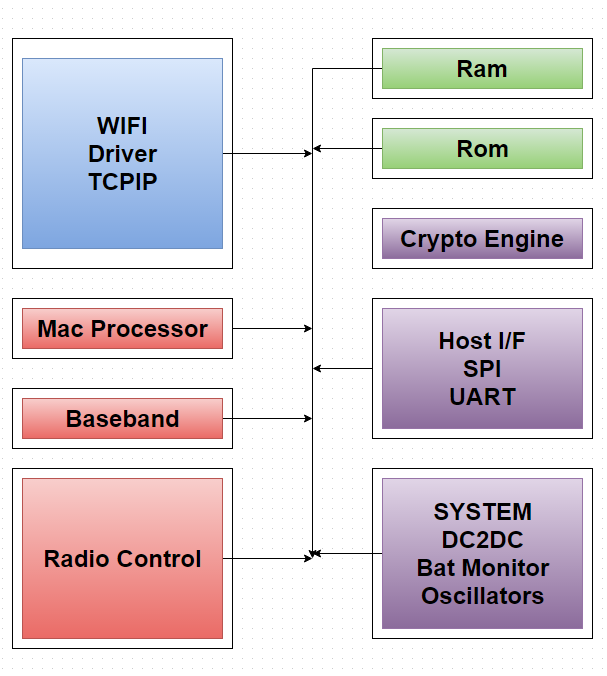 WIFI
Driver
TCPIP
Mac Processor
Baseband
Radio Control
Ram
Rom
Crypto Engine
Host I/F
SPI
UART
SYSTEM
DC2DC
Bat Monitor
Oscillators